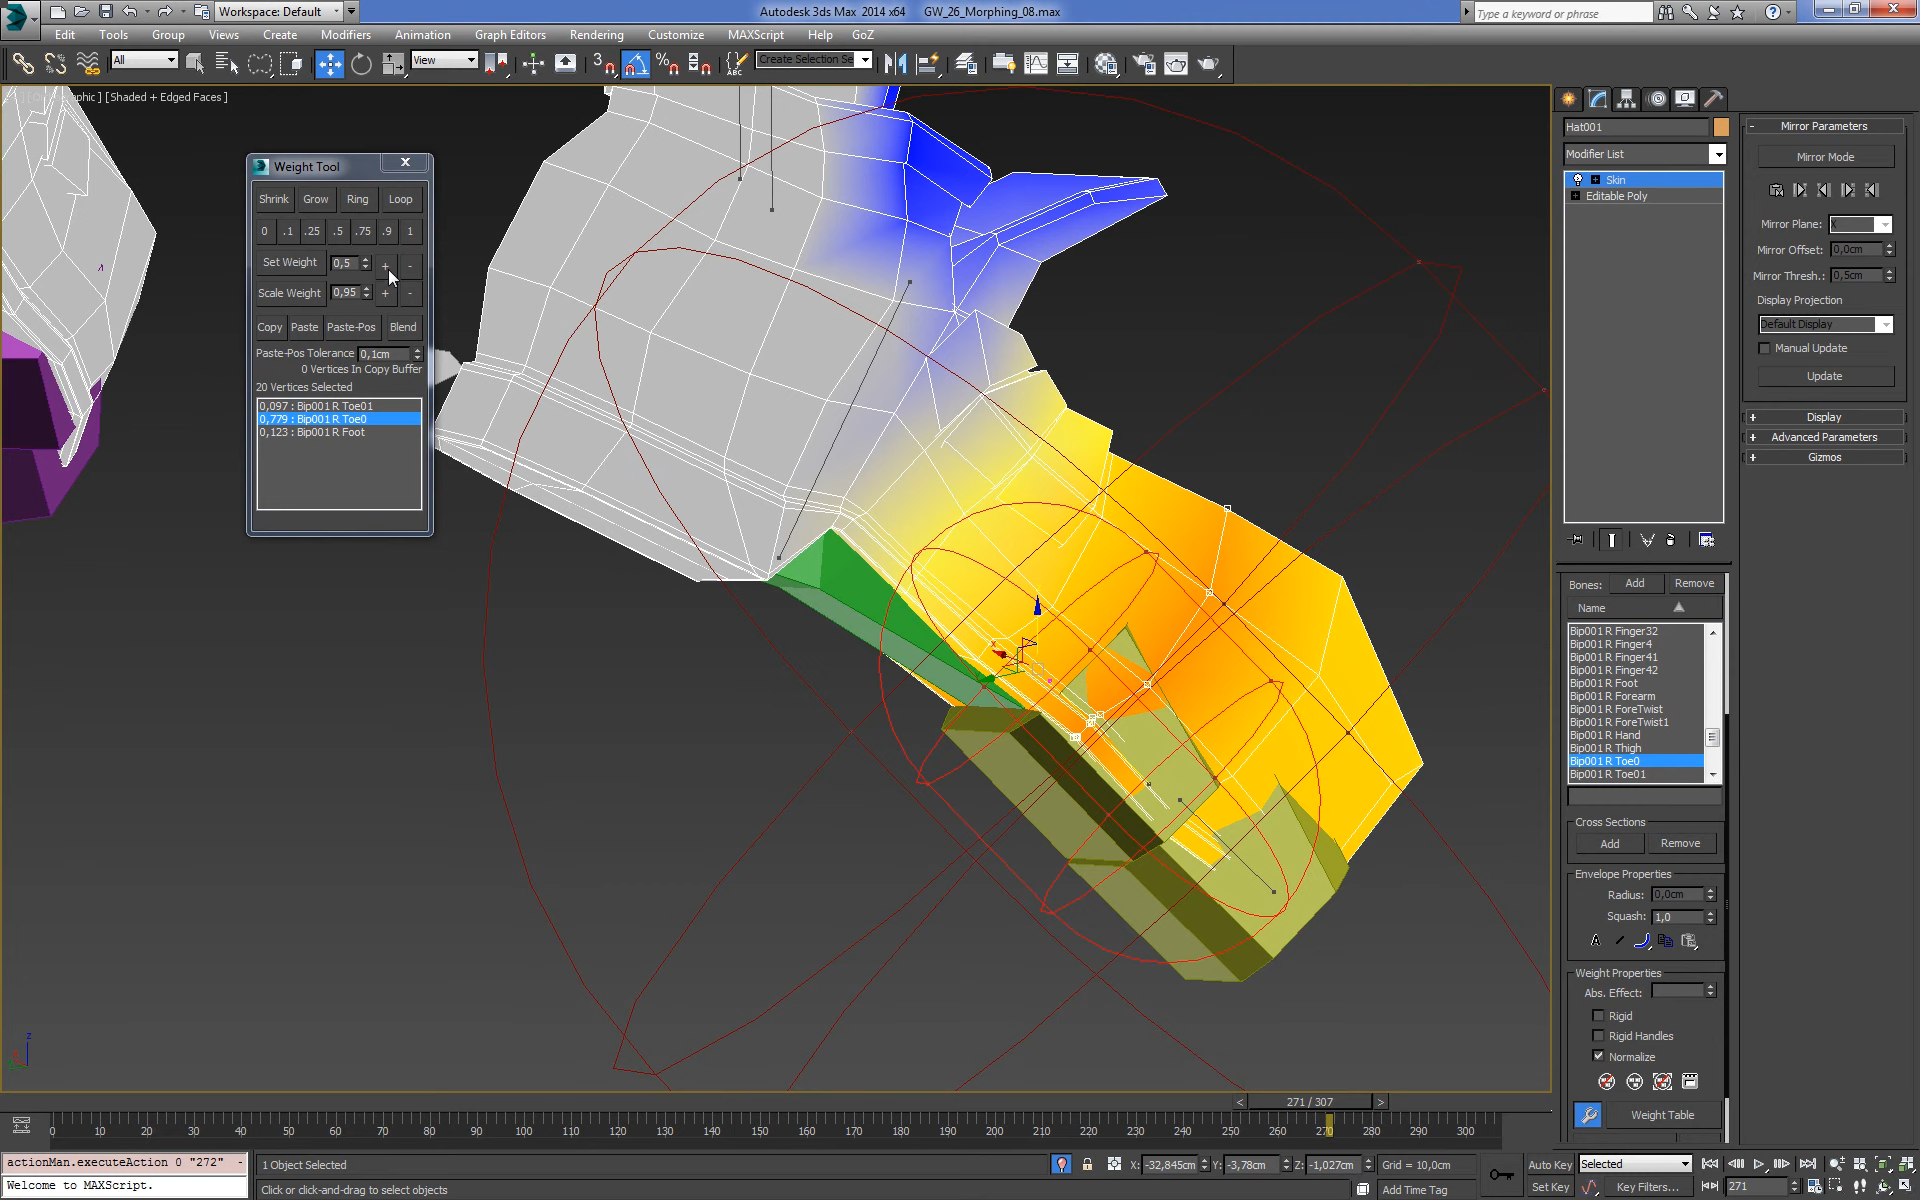 Workspace: Default
Autodesk 3ds Max 2014 x64 GW_26_Morphing_08.max
Type a keyword or phrase
Edit Tools Group Views Create Modifiers Animation Graph Editors Rendering Customize MAXScript Help GoZ
All
View
3
ABC
Create Selection Se
[Shaded + Edged Faces ]
Weight Tool
Shrink Grow Ring Loop
0 .1 .25 .5 .75 .9 1
Set Weight 0,5 + -
Scale Weight 0,95 + -
Copy Paste Paste-Pos Blend
Paste-Pos Tolerance 0,1cm
0 Vertices In Copy Buffer
20 Vertices Selected
0,097 : Bip001 R Toe01
0,779 : Bip001 R Toe0
0,123 : Bip001 R Foot
Hat001
Modifier List
Skin
Editable Poly
Bones: Add Remove
Name
Bip001 R Finger32
Bip001 R Finger4
Bip001 R Finger41
Bip001 R Finger42
Bip001 R Foot
Bip001 R Forearm
Bip001 R ForeTwist
Bip001 R ForeTwist1
Bip001 R Hand
Bip001 R Thigh
Bip001 R Toe0
Bip001 R Toe01
Cross Sections
Add Remove
Envelope Properties
Radius: 0,0cm
Squash: 1,0
Weight Properties
Abs. Effect:
Rigid
Rigid Handles
Normalize
Weight Table
Mirror Parameters
Mirror Mode
Mirror Plane: X
Mirror Offset: 0,0cm
Mirror Thresh.: 0,5cm
Display Projection
Default Display
Manual Update
Update
Display
Advanced Parameters
Gizmos
z
< 271 / 307 >
0 10 20 30 40 50 60 70 80 90 100 110 120 130 140 150 160 170 180 190 200 210 220 230 240 250 260 270 280 290 300
actionMan.executeAction 0 "272" -
Welcome to MAXScript.
1 Object Selected
Click or click-and-drag to select objects
X: -32,845cm Y: -3,78cm Z: -1,027cm Grid = 10,0cm
Add Time Tag
Auto Key Selected
Set Key Key Filters... 271